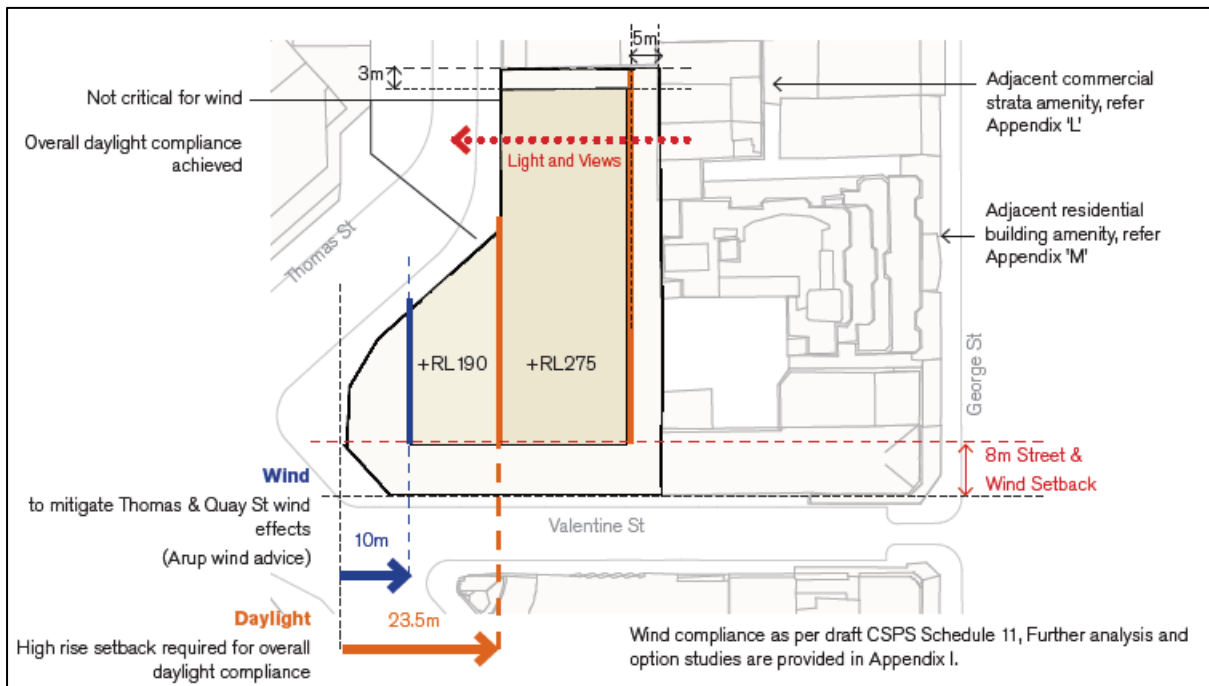 5m
3m
Not critical for wind
Overall daylight compliance
achieved
Light and Views
Adjacent commercial
strata amenity, refer
Appendix 'L'
Adjacent residential
building amenity, refer
Appendix 'M'
Thomas St
+RL190
+RL275
George St
8m Street &
Wind Setback
Wind
to mitigate Thomas & Quay St wind
effects
(Arup wind advice)
10m
Valentine St
Daylight
23.5m
High rise setback required for overall
daylight compliance
Wind compliance as per draft CSPS Schedule 11, Further analysis and
option studies are provided in Appendix I.